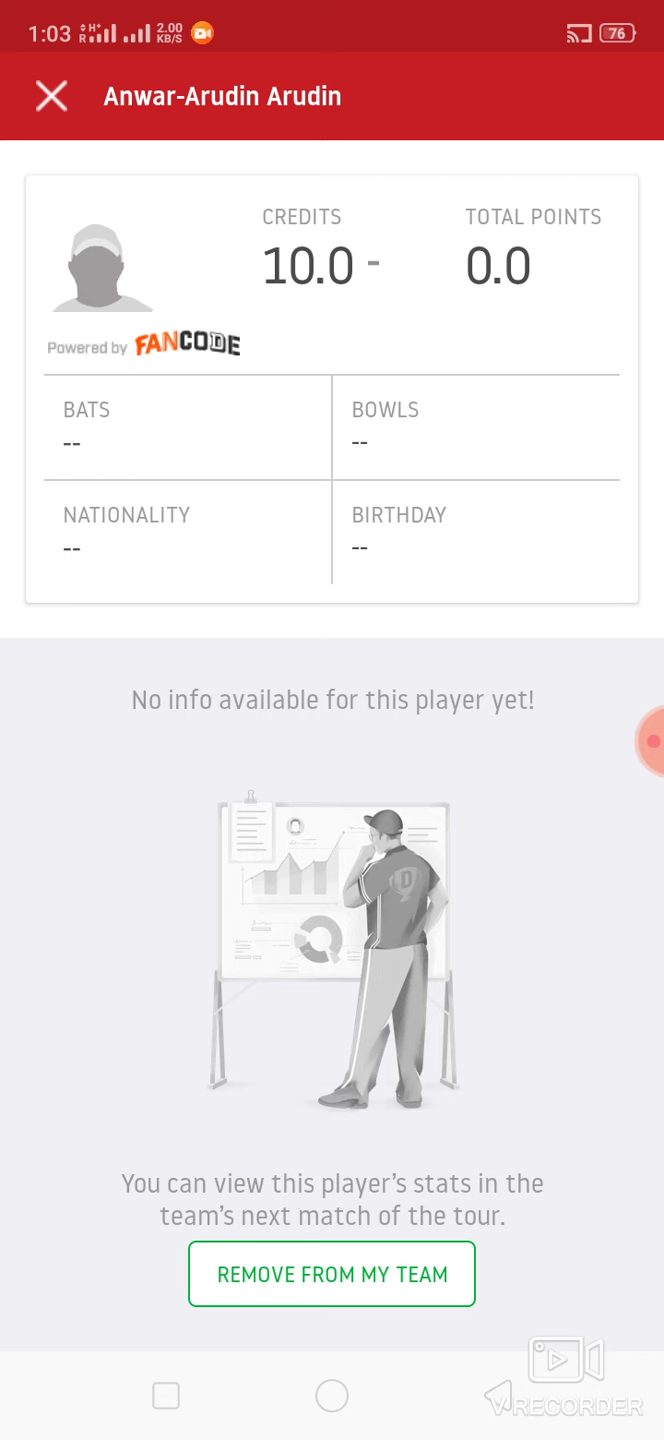 1:03 R H+ 2.00 KB/S 76
Anwar-Arudin Arudin
CREDITS TOTAL POINTS
10.0 - 0.0
Powered by FANCODE
BATS BOWLS
-- --
NATIONALITY BIRTHDAY
-- --
No info available for this player yet!
D
You can view this player's stats in the
team's next match of the tour.
REMOVE FROM MY TEAM
VRECORDER